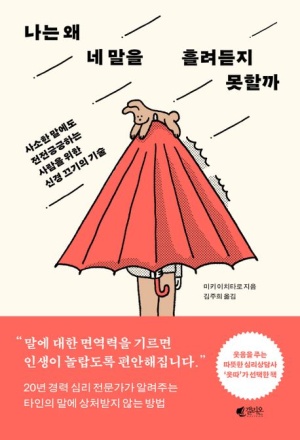 나는 왜
네 말을 흘려듣지
못할까
사소한 말에도
전전긍긍하는
사람을 위한
신경 끄기의 기술
미키 이치타로 지음
김주희 옮김
“말에 대한 면역력을 기르면
인생이 놀랍도록 편안해집니다.”
20년 경력 심리 전문가가 알려주는
타인의 말에 상처받지 않는 방법
웃음을 주는
따뜻한 심리상담사
‘웃따’가 선택한 책